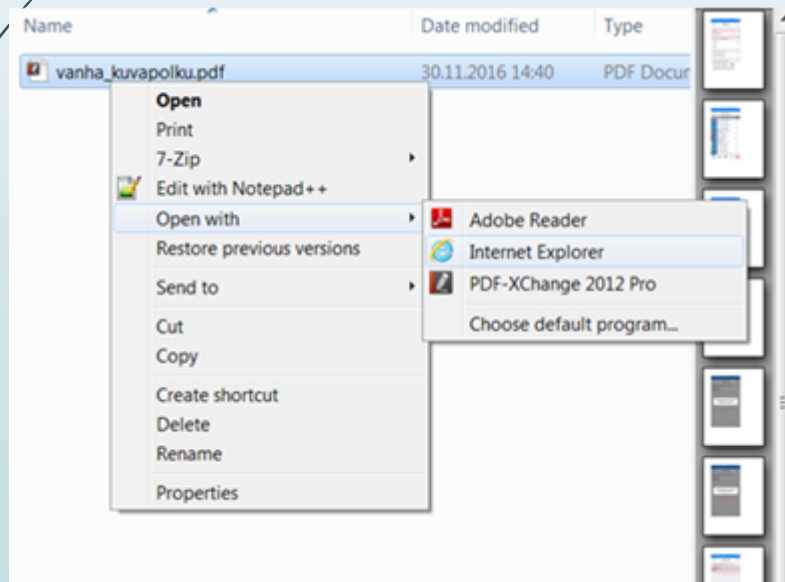 Name Date modified Type
vanha_kuvapolku.pdf 30.11.2016 14:40 PDF Docur
Open
Print
7-Zip
Edit with Notepad++
Open with
Restore previous versions
Send to
Cut
Copy
Create shortcut
Delete
Rename
Properties
Adobe Reader
Internet Explorer
PDF-XChange 2012 Pro
Choose default program...